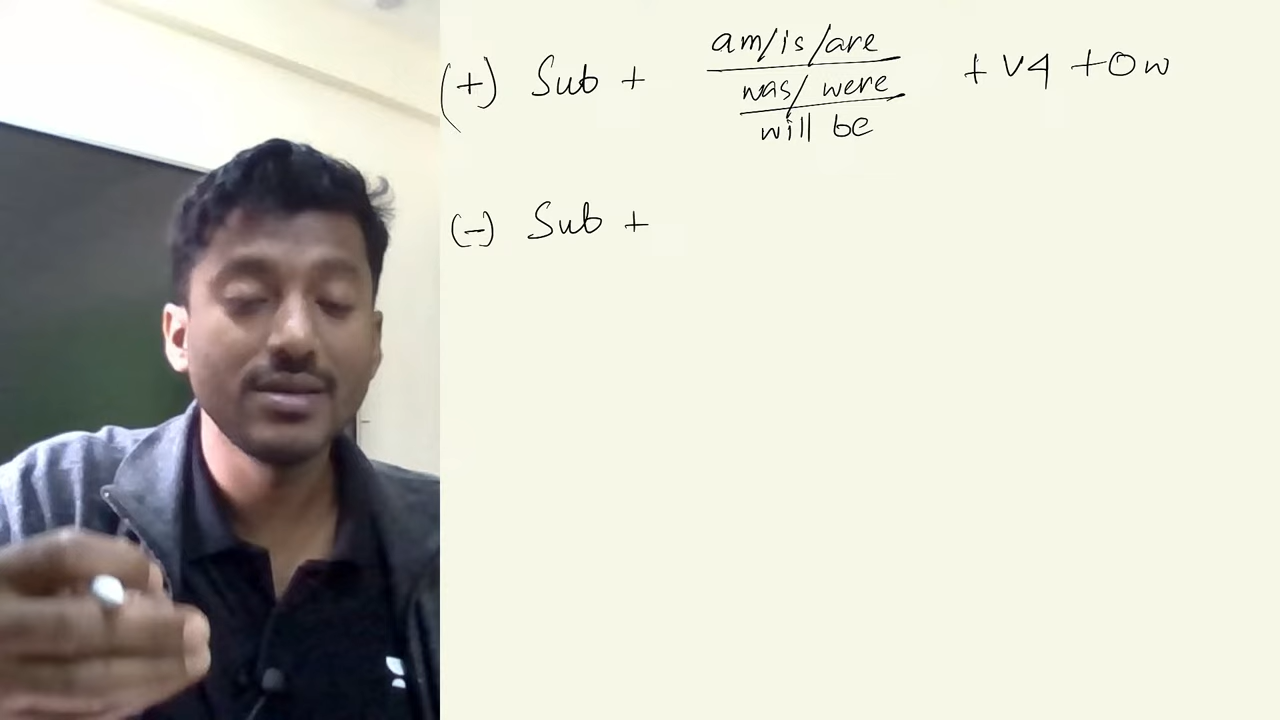 (+) Sub + am/is/are + V4 + Ow
was/ were
will be
(-) Sub +